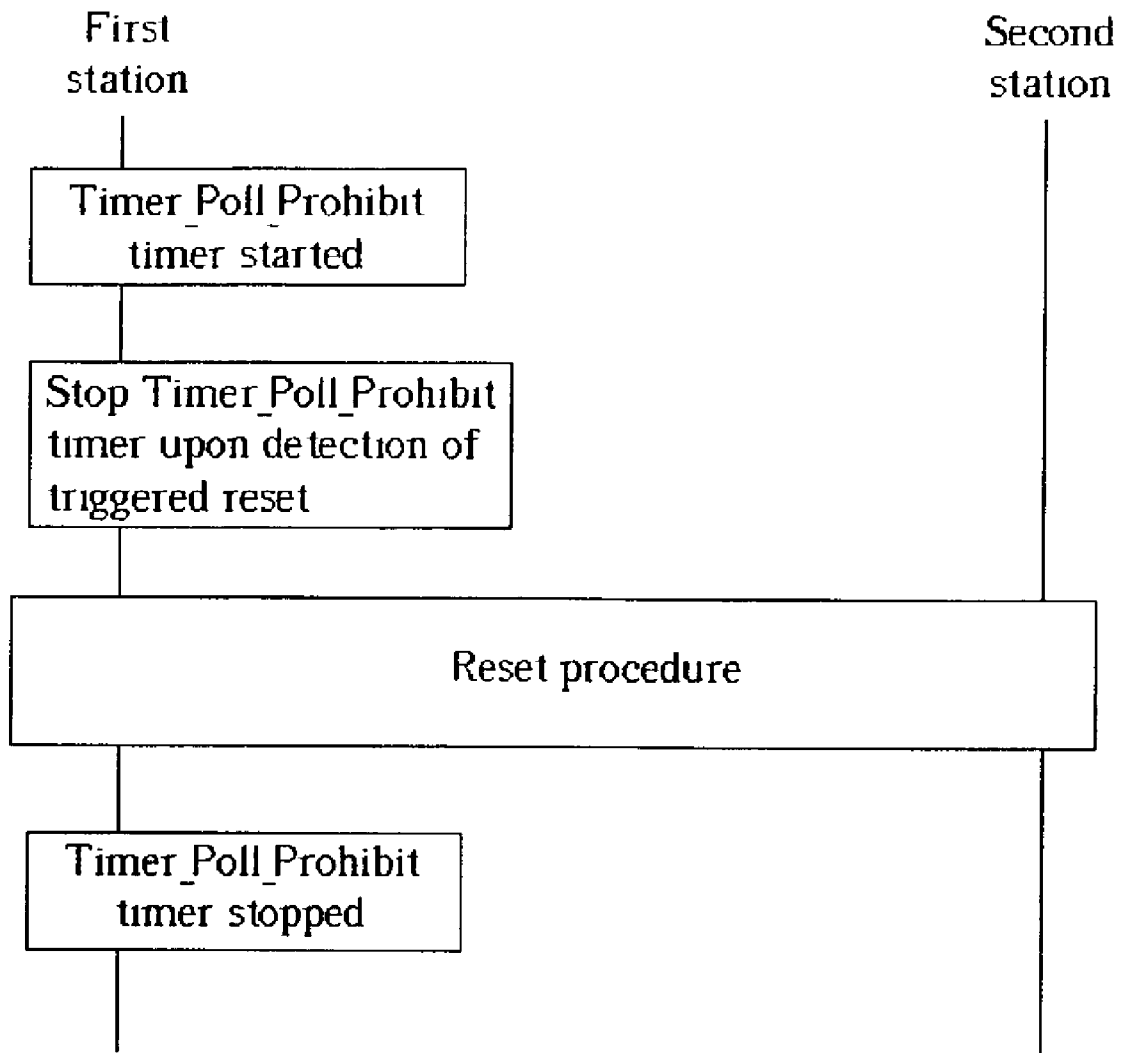 First
station
Second
station
Timer_Poll_Prohibit
timer started
Stop Timer_Poll_Prohibit
timer upon detection of
triggered reset
Reset procedure
Timer_Poll_Prohibit
timer stopped